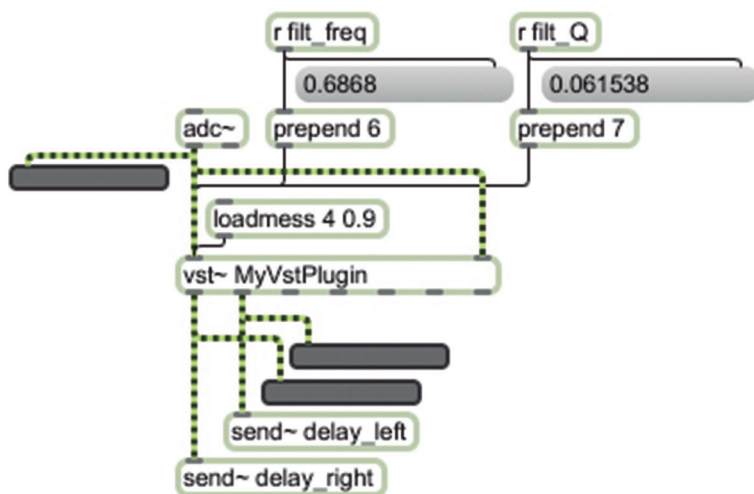 r filt_freq
r filt_Q
0.6868
0.061538
adc~
prepend 6
prepend 7
loadmess 4 0.9
vst~ MyVstPlugin
send~ delay_left
send~ delay_right